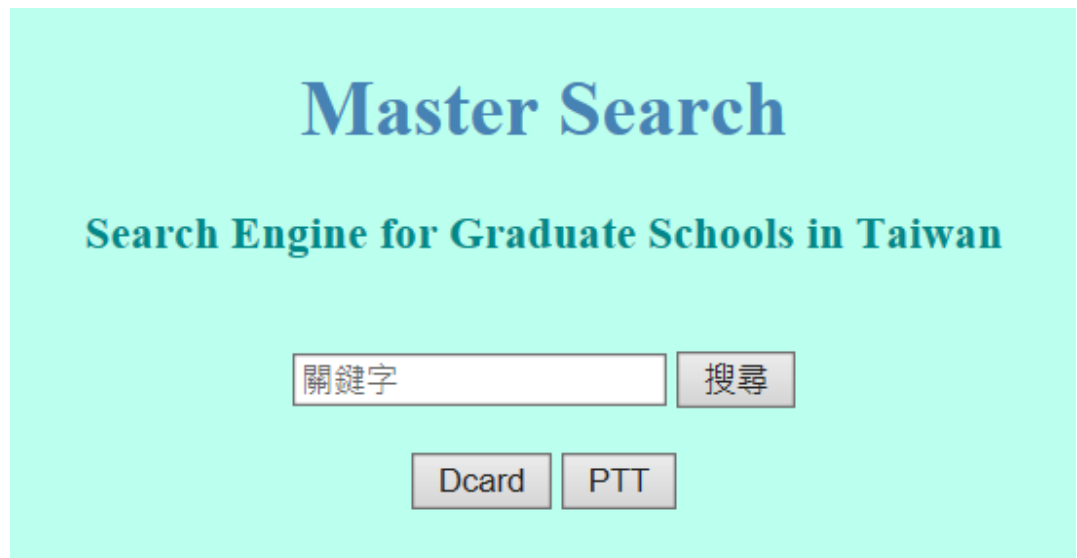 Master Search
Search Engine for Graduate Schools in Taiwan
關鍵字 搜尋
Dcard PTT